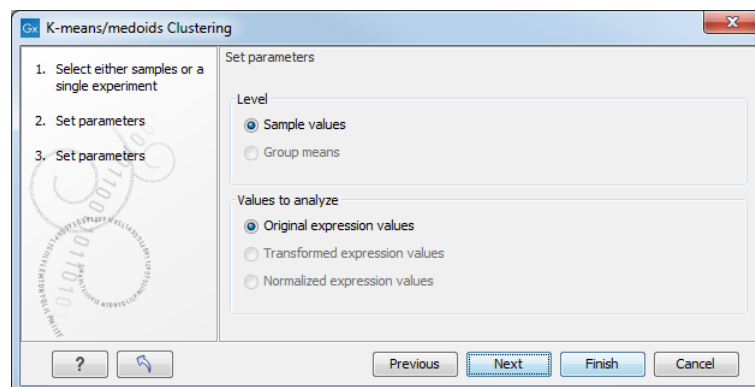 Gx K-means/medoids Clustering
X
1. Select either samples or a
single experiment
2. Set parameters
3. Set parameters
Set parameters
Level
Sample values
Group means
Values to analyze
Original expression values
Transformed expression values
Normalized expression values
? Previous Next Finish Cancel